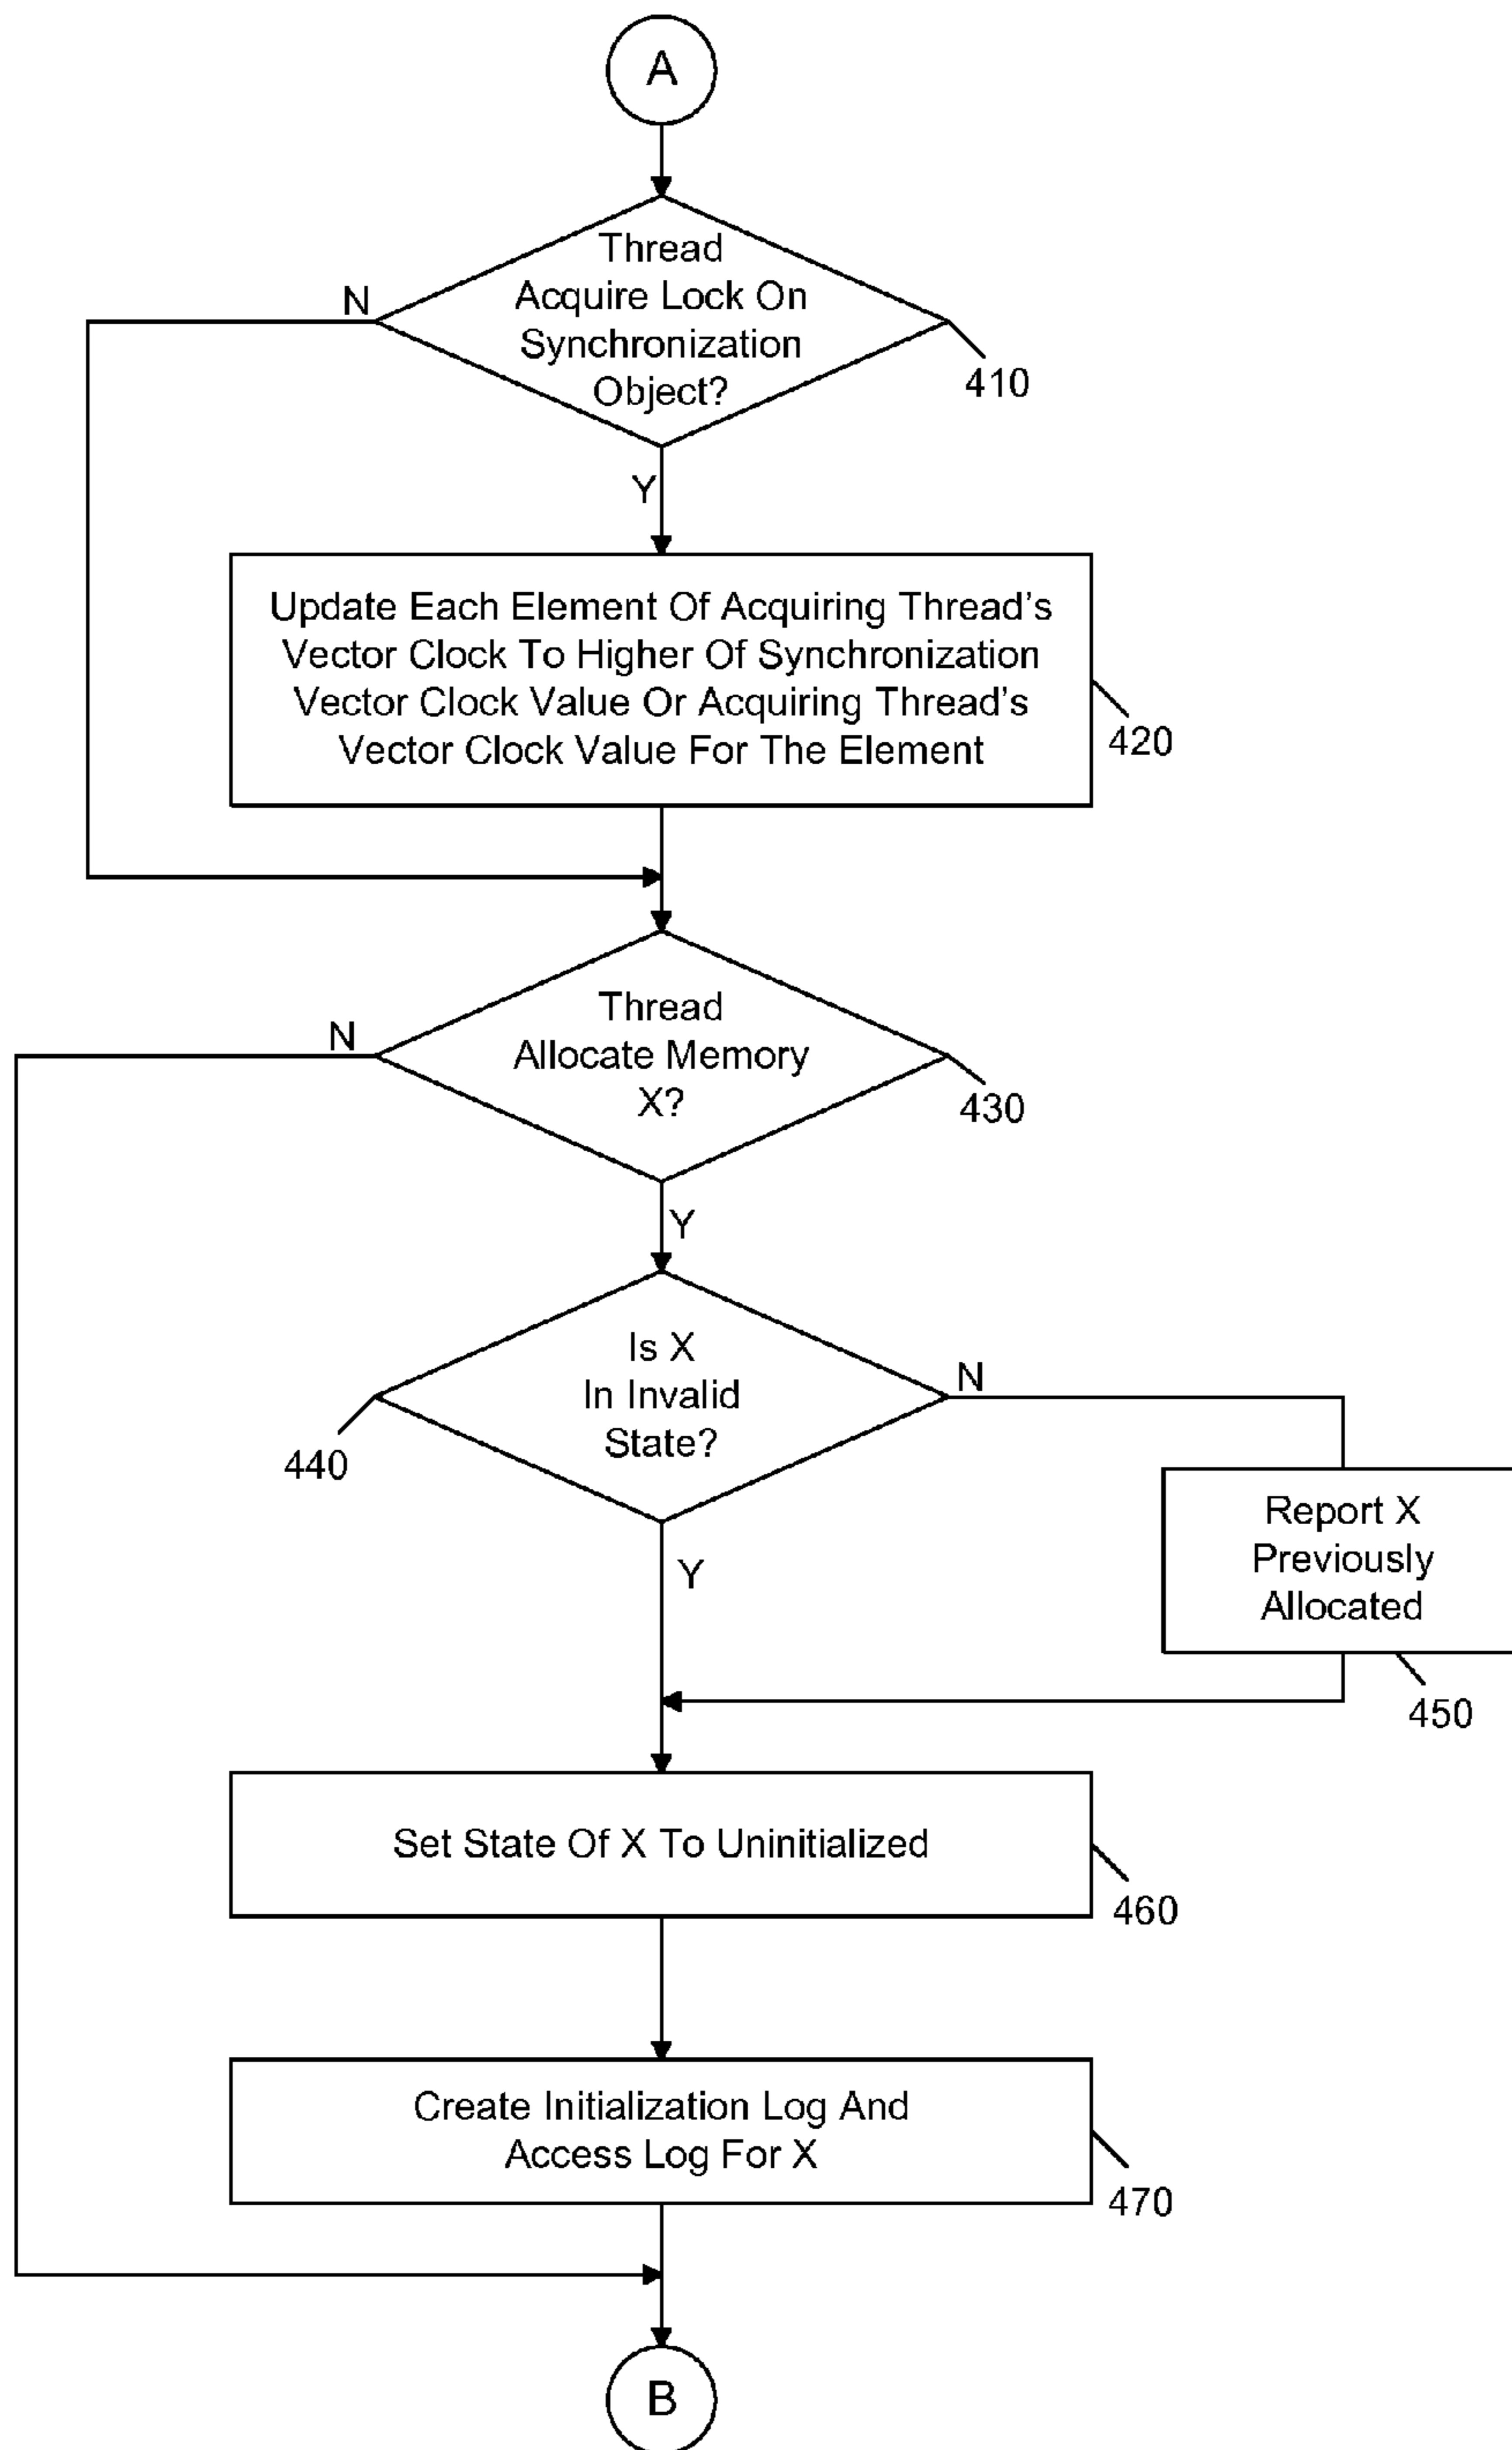 A
Thread
Acquire Lock On
Synchronization
Object?
N
410
Y
Update Each Element Of Acquiring Thread's
Vector Clock To Higher Of Synchronization
Vector Clock Value Or Acquiring Thread's
Vector Clock Value For The Element
420
Thread
Allocate Memory
X?
N
430
Y
Is X
In Invalid
State?
N
440
Y
Report X
Previously
Allocated
450
Set State Of X To Uninitialized
460
Create Initialization Log And
Access Log For X
470
B